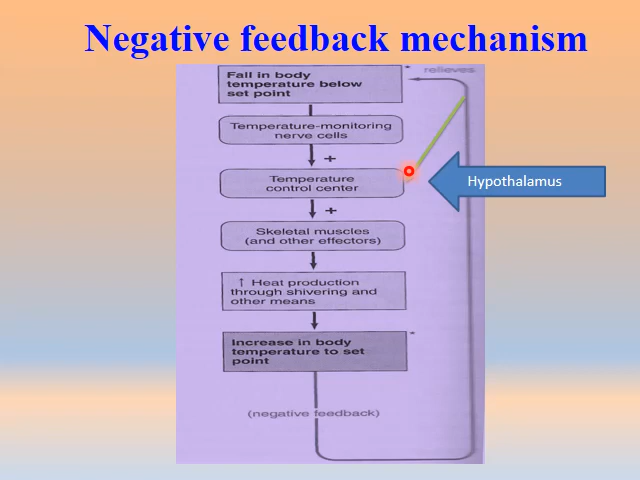 Negative feedback mechanism
relieves
Fall in body
temperature below
set point
*
Temperature-monitoring
nerve cells
+
Temperature
control center
Hypothalamus
+
Skeletal muscles
(and other effectors)
↑ Heat production
through shivering and
other means
Increase in body
temperature to set
point
*
(negative feedback)